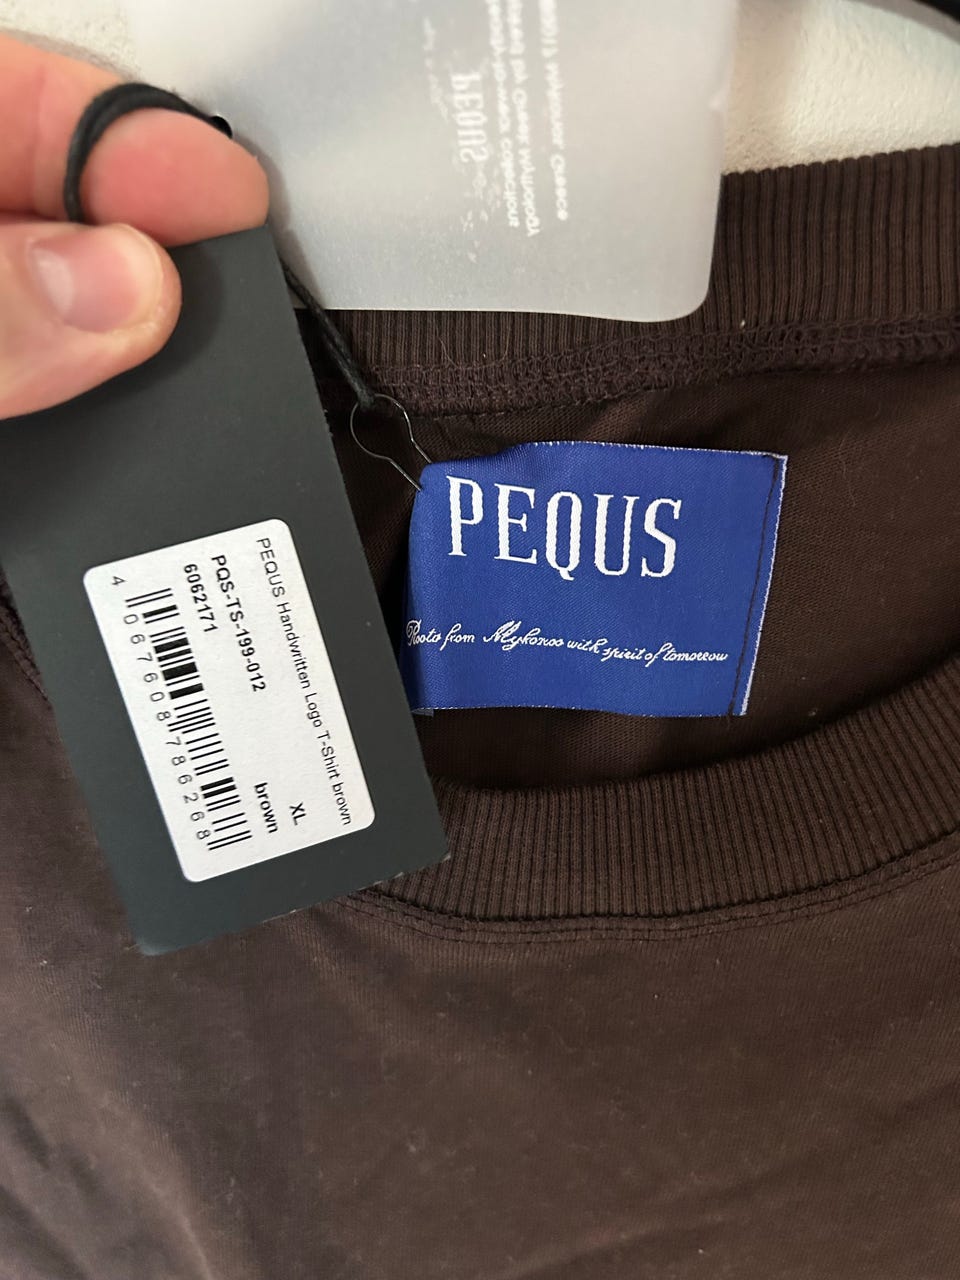 PEQUS
PEQUS
Roots from Mykonos with spirit of tomorrow
PEQUS Handwritten Logo T-Shirt brown
XL
PQS-TS-199-012
brown
6062171
4 067608 786268